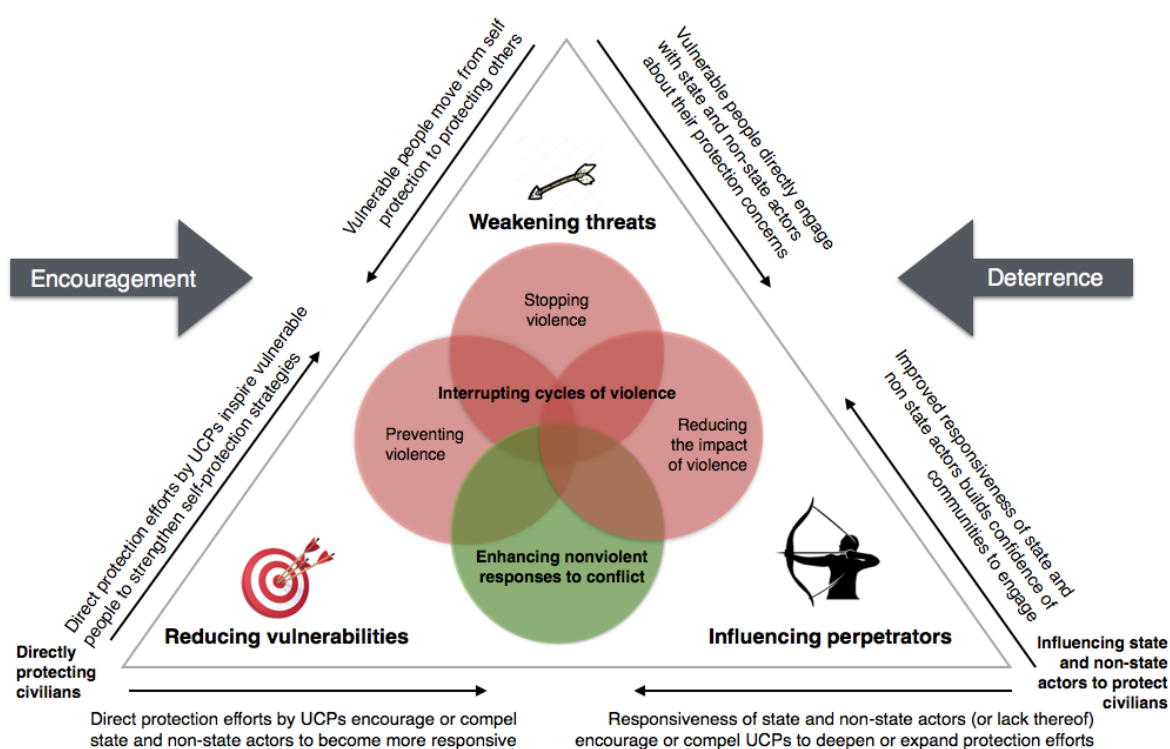 Vulnerable people move from self
protection to protecting others
Vulnerable people directly engage
with state and non-state actors
about their protection concerns
Weakening threats
Encouragement
Deterrence
Stopping
violence
Interrupting cycles of violence
Preventing
violence
Reducing
the impact
of violence
Enhancing nonviolent
responses to conflict
Direct protection efforts by UCPs inspire vulnerable
people to strengthen self-protection strategies
Improved responsiveness of state and
non state actors builds confidence of
communities to engage
Reducing vulnerabilities
Influencing perpetrators
Directly
protecting
civilians
Influencing state
and non-state
actors to protect
civilians
Direct protection efforts by UCPs encourage or compel
state and non-state actors to become more responsive
Responsiveness of state and non-state actors (or lack thereof)
encourage or compel UCPs to deepen or expand protection efforts